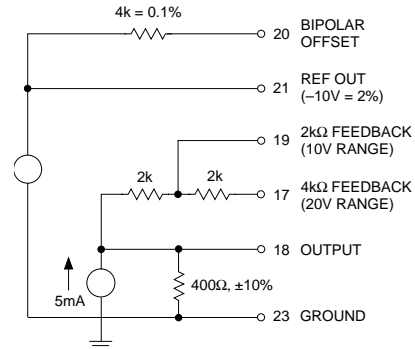 4k = 0.1%
20 BIPOLAR
OFFSET
21 REF OUT
(–10V = 2%)
19 2kΩ FEEDBACK
(10V RANGE)
2k 2k
17 4kΩ FEEDBACK
(20V RANGE)
18 OUTPUT
5mA
400Ω, ±10%
23 GROUND